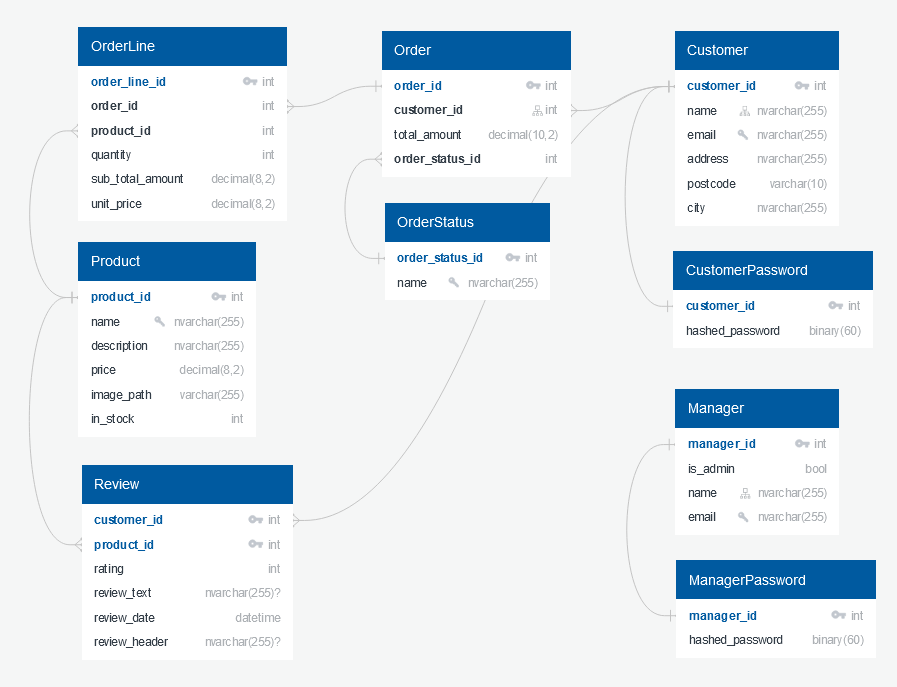 OrderLine
order_line_id int
order_id int
product_id int
quantity int
sub_total_amount decimal(8,2)
unit_price decimal(8,2)
Order
order_id int
customer_id int
total_amount decimal(10,2)
order_status_id int
Customer
customer_id int
name nvarchar(255)
email nvarchar(255)
address nvarchar(255)
postcode varchar(10)
city nvarchar(255)
OrderStatus
order_status_id int
name nvarchar(255)
Product
product_id int
name nvarchar(255)
description nvarchar(255)
price decimal(8,2)
image_path varchar(255)
in_stock int
CustomerPassword
customer_id int
hashed_password binary(60)
Manager
manager_id int
is_admin bool
name nvarchar(255)
email nvarchar(255)
Review
customer_id int
product_id int
rating int
review_text nvarchar(255)?
review_date datetime
review_header nvarchar(255)?
ManagerPassword
manager_id int
hashed_password binary(60)